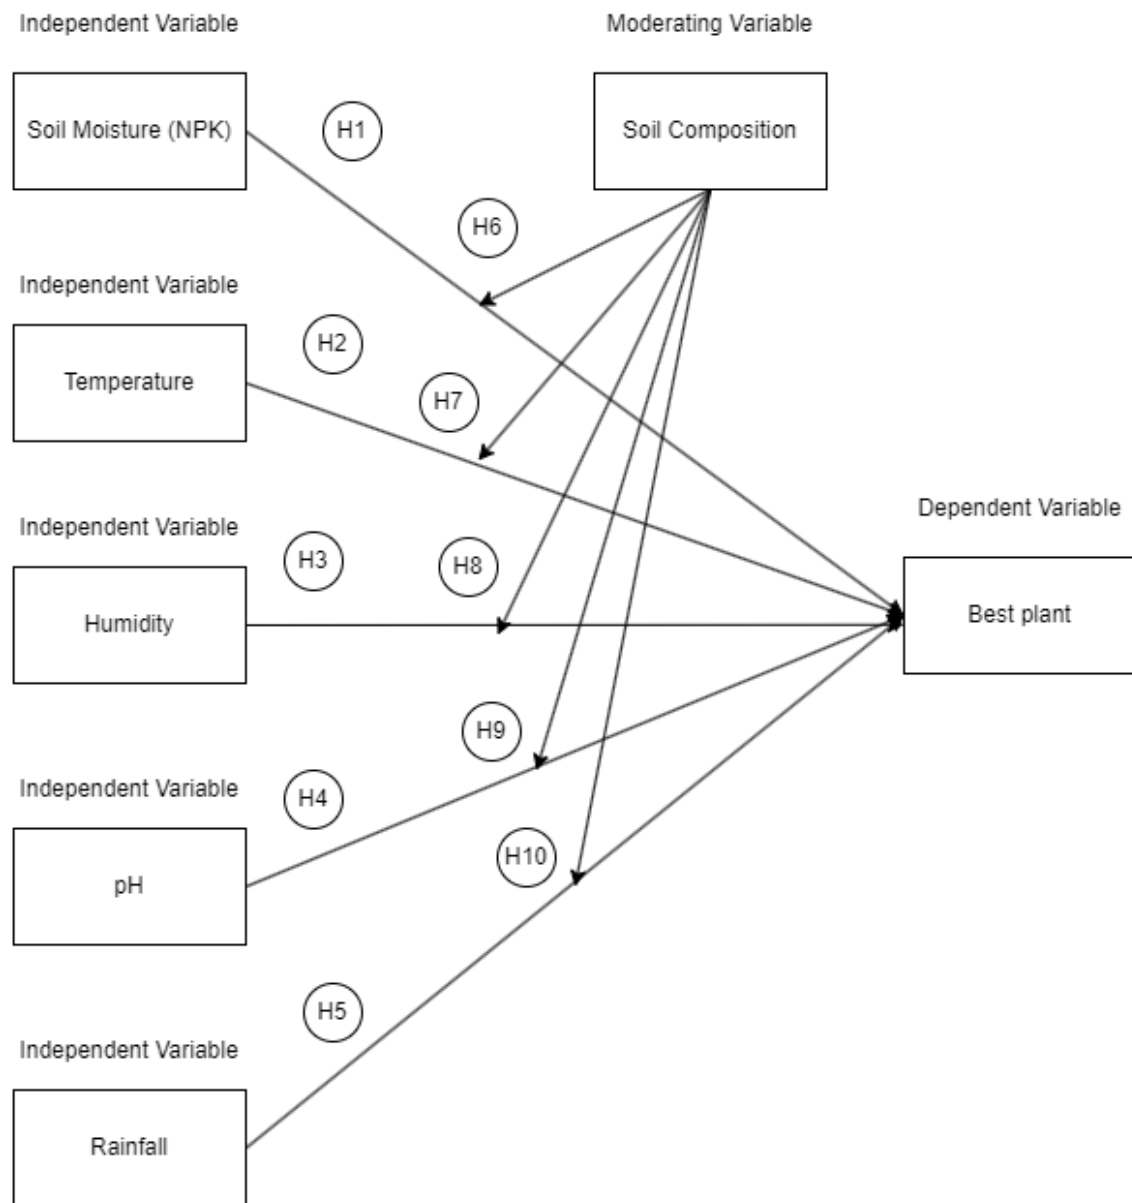 Independent Variable
Moderating Variable
Soil Moisture (NPK)
H1
Soil Composition
H6
Independent Variable
H2
Temperature
H7
Dependent Variable
Independent Variable
H3
H8
Humidity
Best plant
H9
Independent Variable
H4
H10
pH
H5
Independent Variable
Rainfall